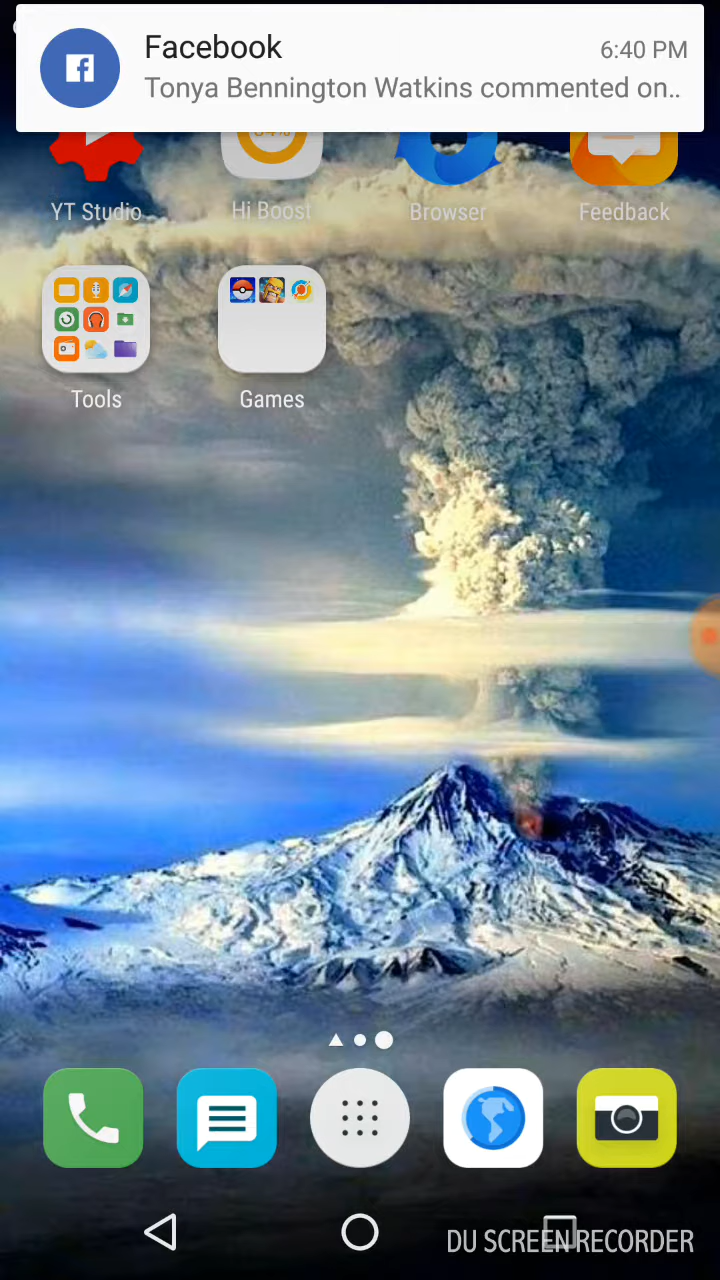 Facebook
6:40 PM
Tonya Bennington Watkins commented on..
YT Studio
Hi Boost
Browser
Feedback
Tools
Games
DU SCREEN RECORDER